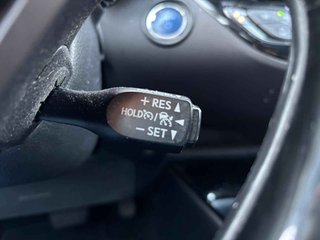 + RES
HOLD /
- SET